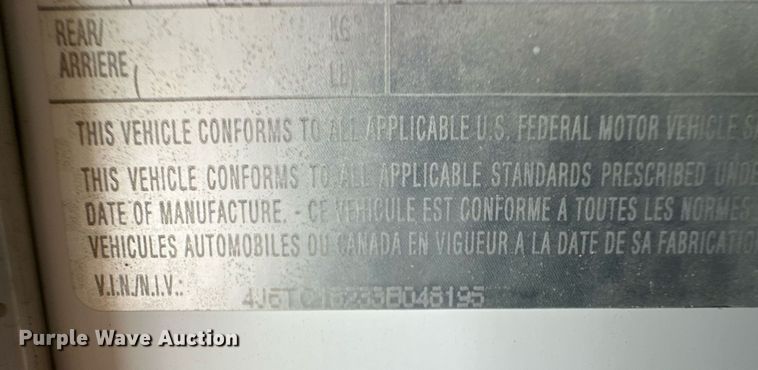 REAR/ KG
ARRIERE ( LB)
THIS VEHICLE CONFORMS TO ALL APPLICABLE U.S. FEDERAL MOTOR VEHICLE
THIS VEHICLE CONFORMS TO ALL APPLICABLE STANDARDS PRESCRIBED UNDE
DATE OF MANUFACTURE. - CE VEHICULE EST CONFORME À TOUTES LES NORMES
VEHICULES AUTOMOBILES DU CANADA EN VIGUEUR A LA DATE DE SA FABRICATIO
V.I.N./N.I.V.:
Purple Wave Auction